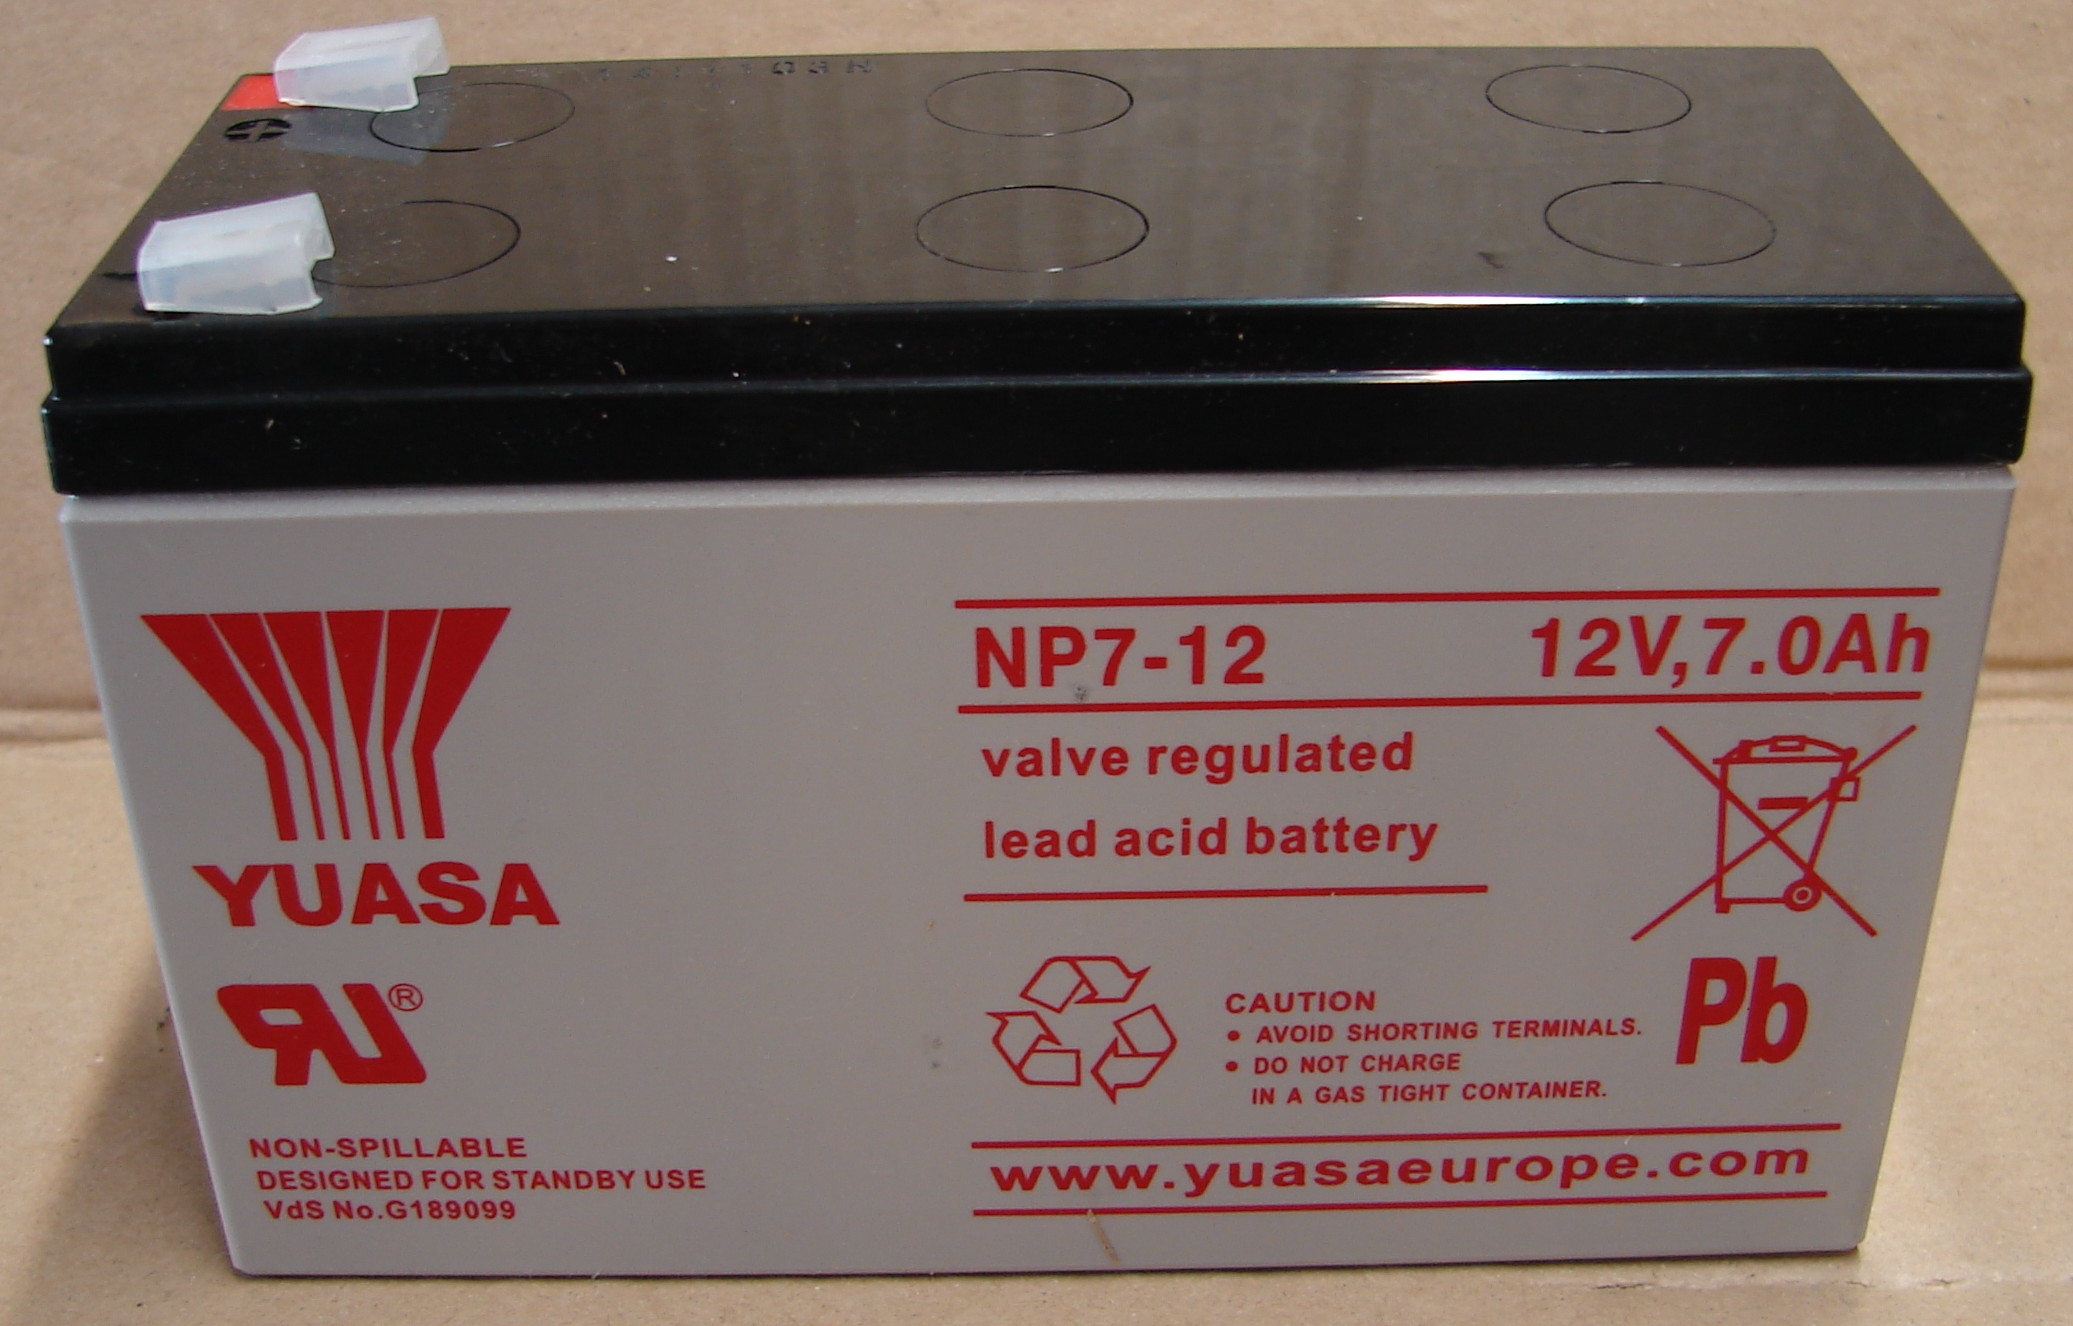 YUASA
NP7-12 12V,7.0Ah
valve regulated
lead acid battery
Pb
CAUTION
• AVOID SHORTING TERMINALS.
• DO NOT CHARGE
IN A GAS TIGHT CONTAINER.
www.yuasaeurope.com
NON-SPILLABLE
DESIGNED FOR STANDBY USE
VdS No.G189099